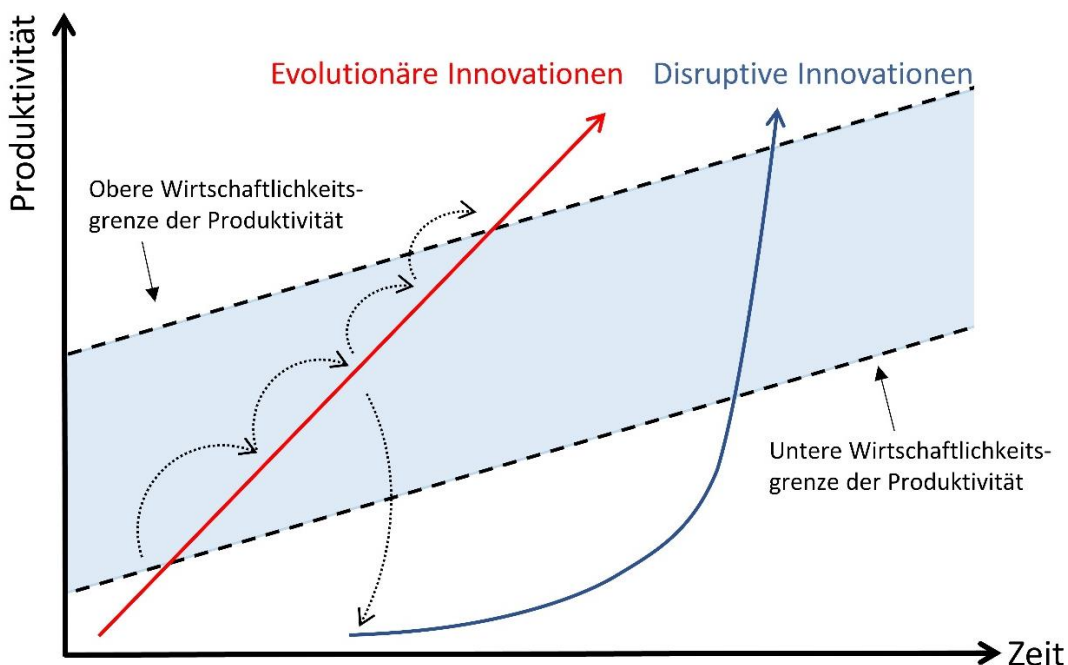 Produktivität
Evolutionäre Innovationen
Disruptive Innovationen
Obere Wirtschaftlichkeits-
grenze der Produktivität
Untere Wirtschaftlichkeits-
grenze der Produktivität
Zeit